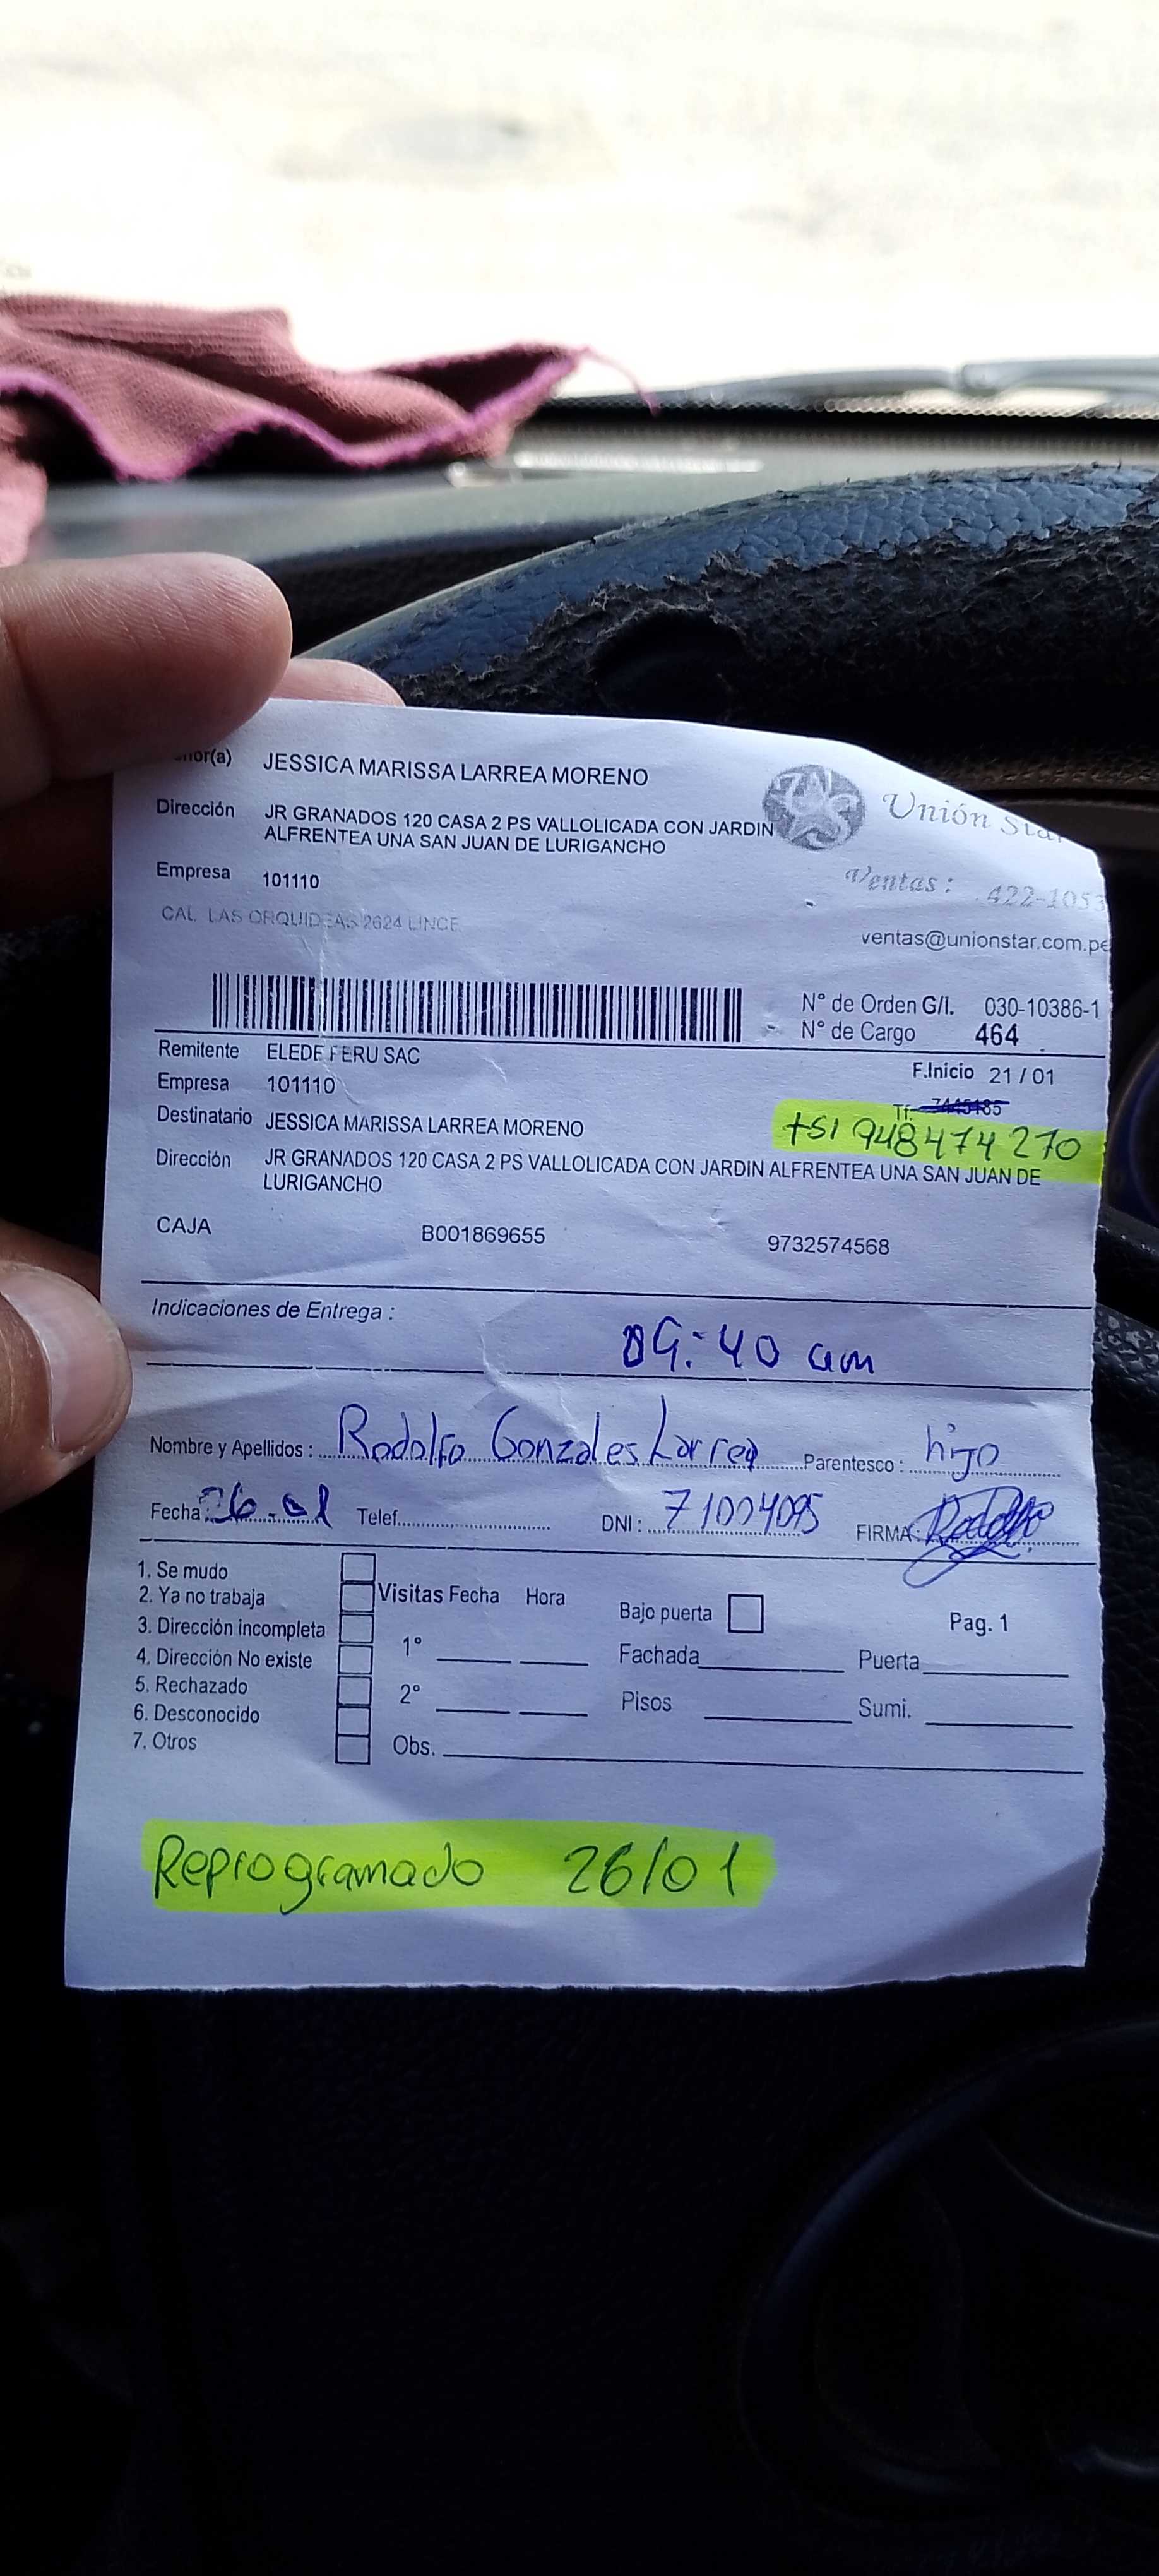 JESSICA MARISSA LARREA MORENO
Dirección JR GRANADOS 120 CASA 2 PS VALLOLICADA CON JARDIN
ALFRENTEA UNA SAN JUAN DE LURIGANCHO
Unión
Empresa 101110
Ventas: 422-1053
CAL. LAS ORQUIDEAS 2624 LINCE
ventas@unionstar.com.pe
N° de Orden G/I. 030-10386-1
N° de Cargo 464
Remitente SAC
F.Inicio 21 / 01
Empresa 101110
Tf. 7445185
+51 948474270
Destinatario JESSICA MARISSA LARREA MORENO
Dirección JR GRANADOS 120 CASA 2 PS VALLOLICADA CON JARDIN ALFRENTEA UNA SAN JUAN DE
LURIGANCHO
CAJA B001869655 9732574568
Indicaciones de Entrega :
09:40 am
Nombre y Apellidos : Rodolfo Gonzales Larrea Parentesco : hijo
Fecha 26.01 Telef. DNI : 71004095 FIRMA: Rodolfo
1. Se mudo
2. Ya no trabaja
3. Dirección incompleta
4. Dirección No existe
5. Rechazado
6. Desconocido
7. Otros
Visitas Fecha Hora
1°
2°
Obs.
Bajo puerta Pag. 1
Fachada Puerta
Pisos Sumi.
Reprogramado 26/01